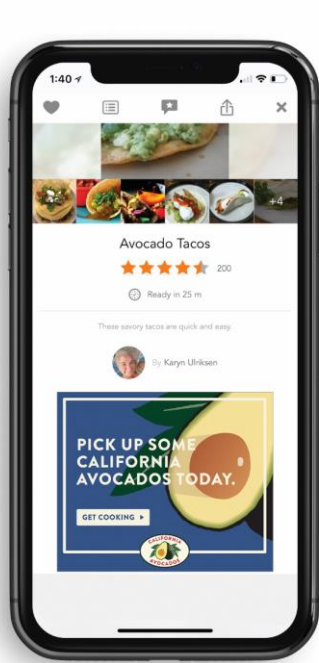 1:40
+4
Avocado Tacos
200
Ready in 25 m
These savory tacos are quick and easy.
By Karyn Ulriksen
PICK UP SOME
CALIFORNIA
AVOCADOS TODAY.
GET COOKING
CALIFORNIA
AVOCADOS